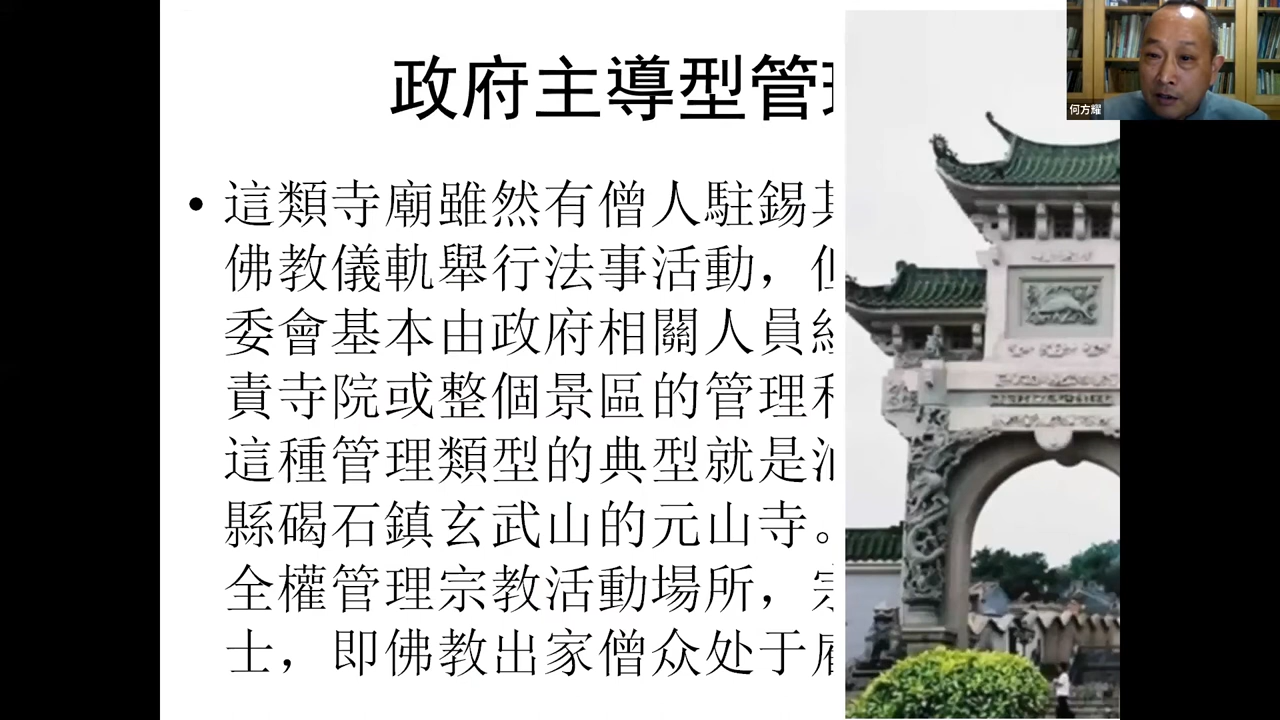 政府主導型管
• 這類寺廟雖然有僧人駐錫
佛教儀軌舉行法事活動，
委會基本由政府相關人員
責寺院或整個景區的管理
這種管理類型的典型就是
縣碣石鎮玄武山的元山寺。
全權管理宗教活動場所，
士，即佛教出家僧众处于
何方耀